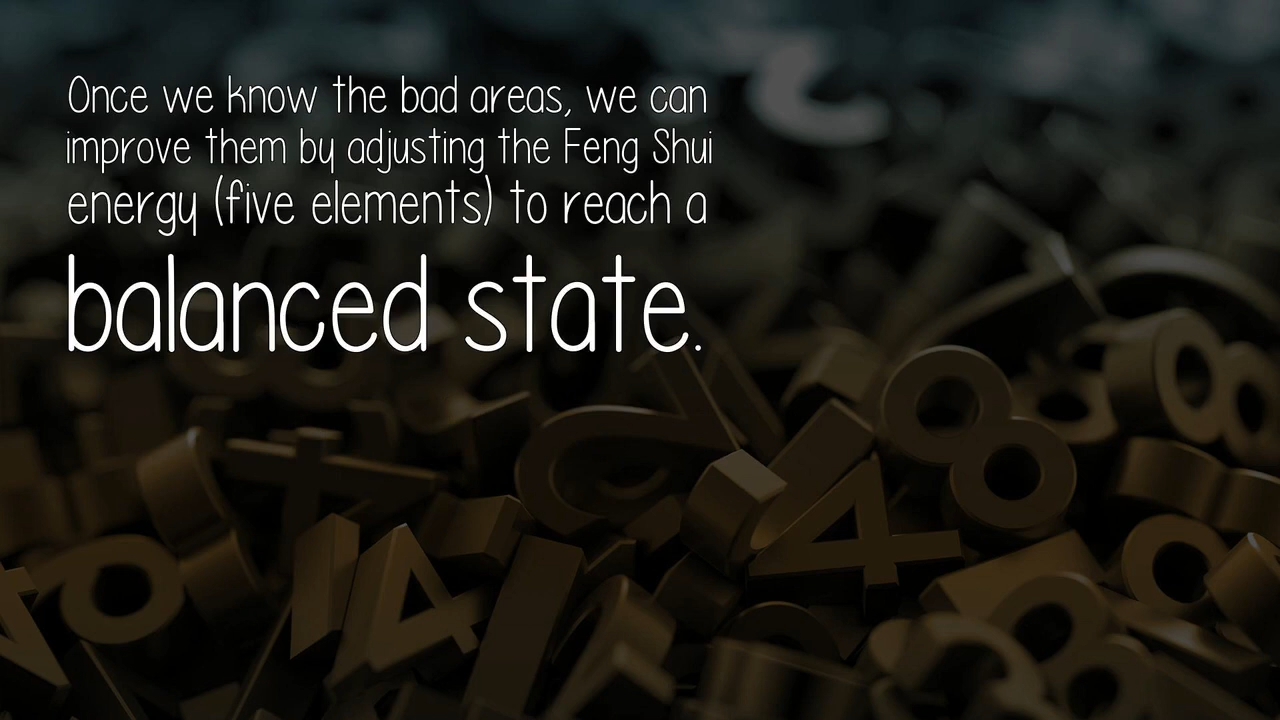 Once we know the bad areas, we can
improve them by adjusting the Feng Shui
energy (five elements) to reach a
balanced state.